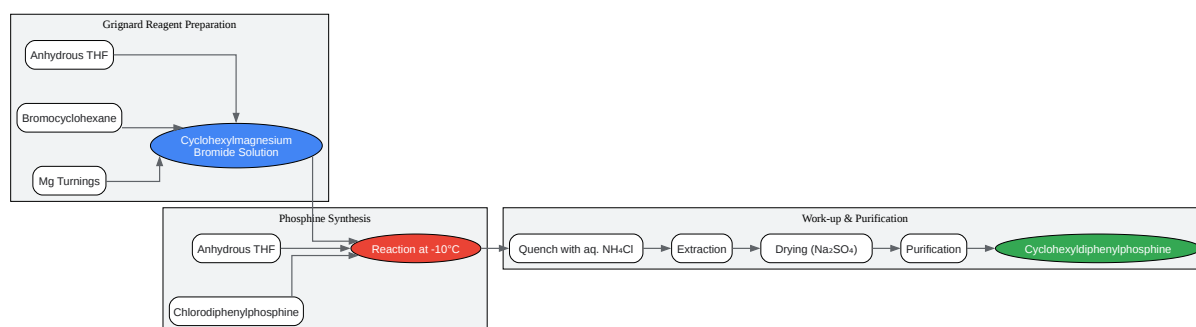 Grignard Reagent Preparation
Anhydrous THF
Bromocyclohexane
Cyclohexylmagnesium
Bromide Solution
Mg Turnings
Phosphine Synthesis
Anhydrous THF
Reaction at -10°C
Chlorodiphenylphosphine
Work-up & Purification
Quench with aq. NH₄Cl
Extraction
Drying (Na₂SO₄)
Purification
Cyclohexyldiphenylphosphine